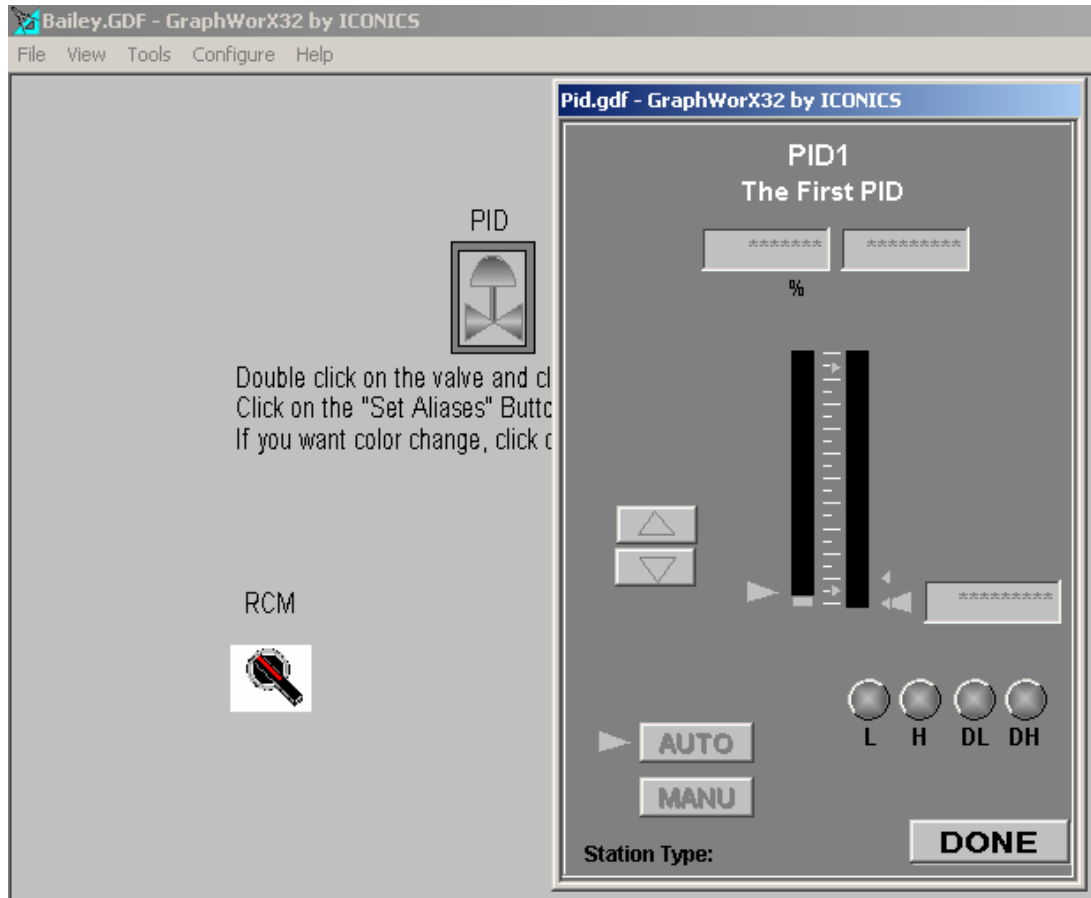 Bailey.GDF - GraphWorX32 by ICONICS
File View Tools Configure Help
PID
Double click on the valve and cl
Click on the "Set Aliases" Butto
If you want color change, click c
RCM
Pid.gdf - GraphWorX32 by ICONICS
PID1
The First PID
******* *********
%
*********
L H DL DH
AUTO
MANU
Station Type:
DONE